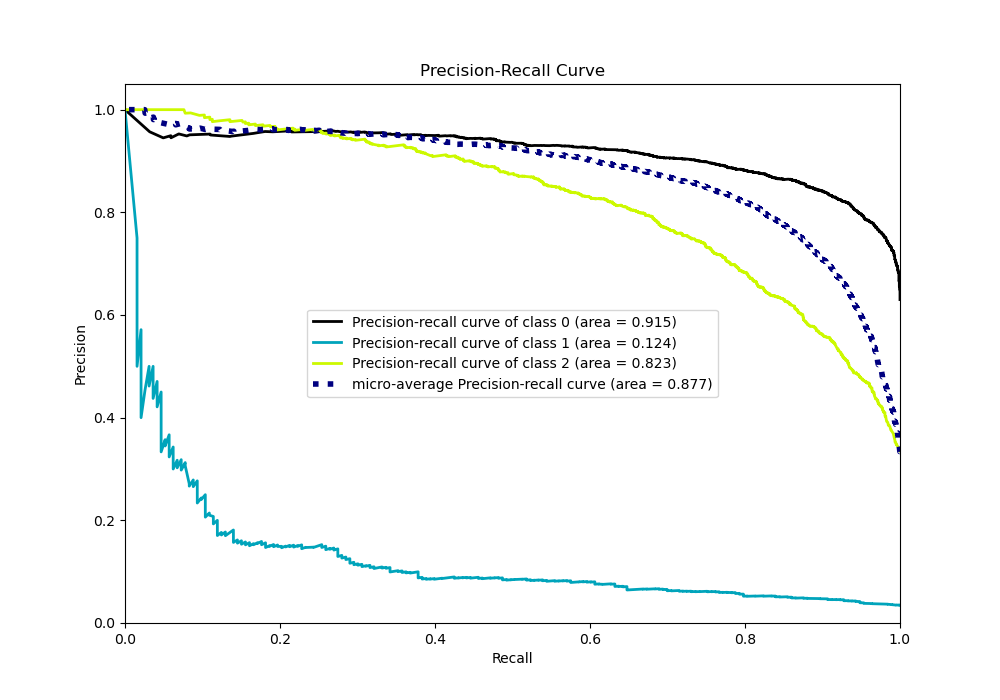 Precision-Recall Curve
Precision
1.0
0.8
0.6
0.4
0.2
0.0
Precision-recall curve of class 0 (area = 0.915)
Precision-recall curve of class 1 (area = 0.124)
Precision-recall curve of class 2 (area = 0.823)
micro-average Precision-recall curve (area = 0.877)
0.0 0.2 0.4 0.6 0.8 1.0
Recall